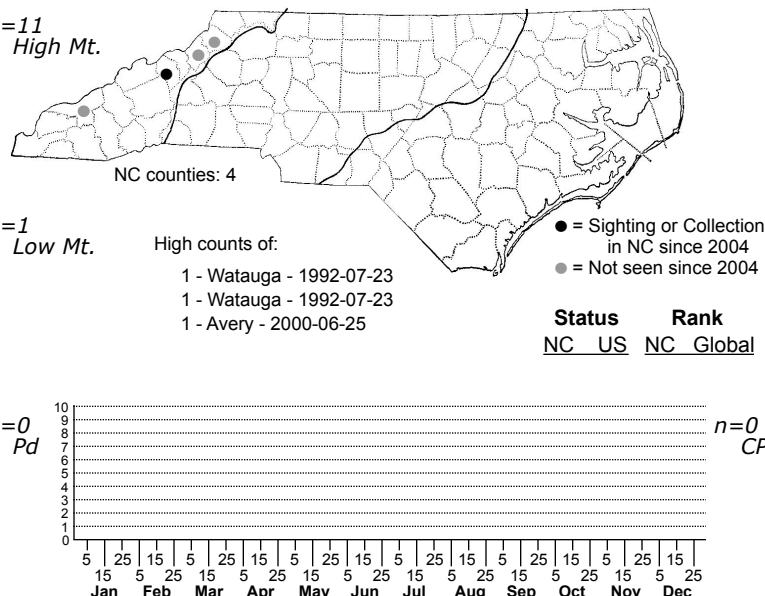 =11
High Mt.
NC counties: 4
=1
Low Mt.
High counts of:
1 - Watauga - 1992-07-23
1 - Watauga - 1992-07-23
1 - Avery - 2000-06-25
● = Sighting or Collection
in NC since 2004
● = Not seen since 2004
Status Rank
NC US NC Global
=0
Pd
n=0
CP
10
9
8
7
6
5
4
3
2
1
0
5 15 25 5 15 25 5 15 25 5 15 25 5 15 25 5 15 25 5 15 25 5 15 25 5 15 25 5 15 25 5 15 25 5 15 25
Jan Feb Mar Apr May Jun Jul Aug Sep Oct Nov Dec